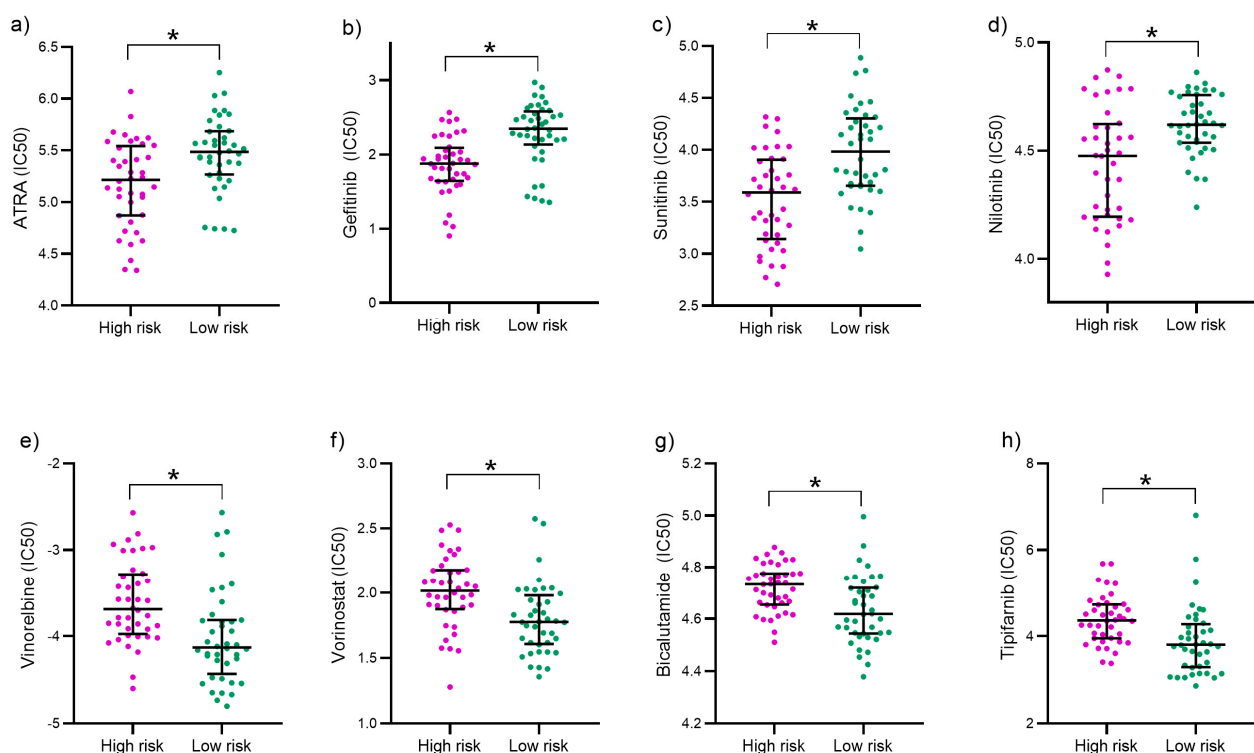 a)
*
6.5
6.0
5.5
5.0
4.5
4.0
ATRA (IC50)
High risk Low risk
b)
*
3
2
1
0
Gefitinib (IC50)
High risk Low risk
c)
*
5.0
4.5
4.0
3.5
3.0
2.5
Sunitinib (IC50)
High risk Low risk
d)
*
5.0
4.5
4.0
Nilotinib (IC50)
High risk Low risk
e)
*
-2
-3
-4
-5
Vinorelbine (IC50)
High risk Low risk
f)
*
3.0
2.5
2.0
1.5
1.0
Vorinostat (IC50)
High risk Low risk
g)
*
5.2
5.0
4.8
4.6
4.4
4.2
Bicalutamide (IC50)
High risk Low risk
h)
*
8
6
4
2
Tipifarnib (IC50)
High risk Low risk